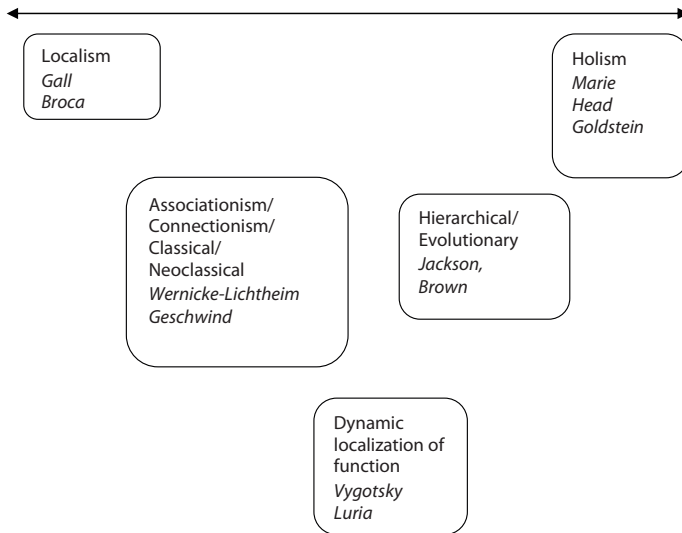 Localism
Gall
Broca
Holism
Marie
Head
Goldstein
Associationism/
Connectionism/
Classical/
Neoclassical
Wernicke-Lichtheim
Geschwind
Hierarchical/
Evolutionary
Jackson,
Brown
Dynamic
localization of
function
Vygotsky
Luria